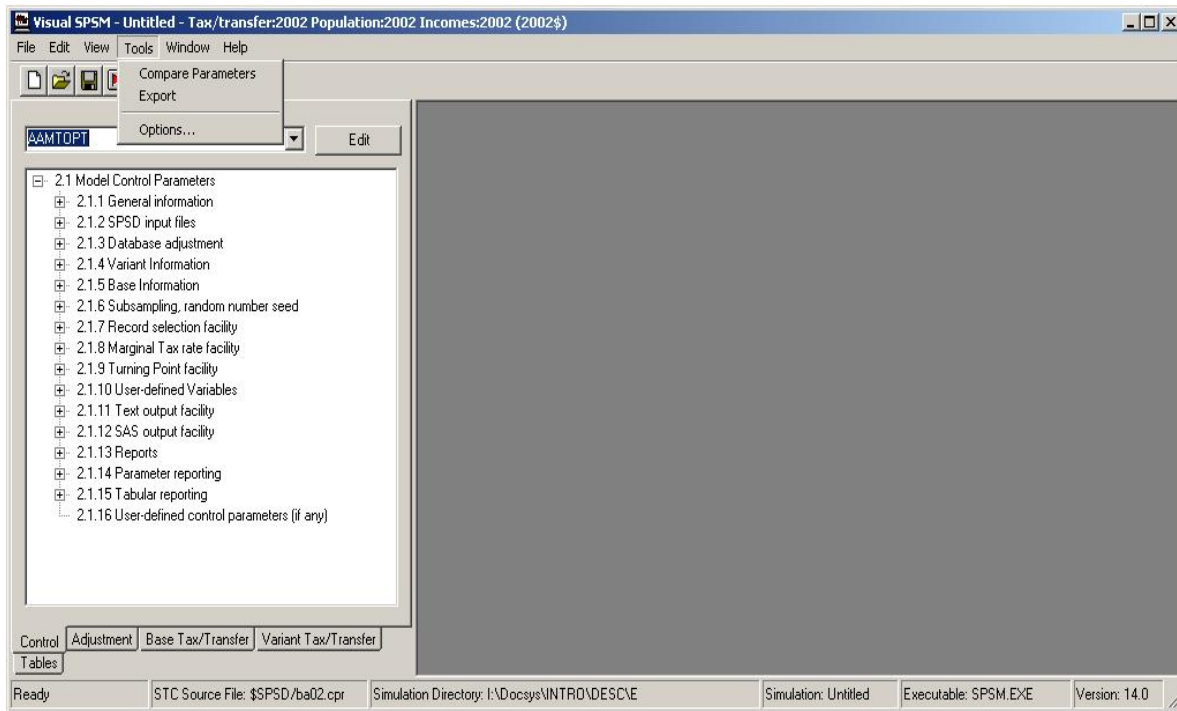 Visual SPSM - Untitled - Tax/transfer:2002 Population:2002 Incomes:2002 (2002$)
File Edit View Tools Window Help
Compare Parameters
Export
Options...
AAMTOPT
Edit
2.1 Model Control Parameters
2.1.1 General information
2.1.2 SPSD input files
2.1.3 Database adjustment
2.1.4 Variant Information
2.1.5 Base Information
2.1.6 Subsampling, random number seed
2.1.7 Record selection facility
2.1.8 Marginal Tax rate facility
2.1.9 Turning Point facility
2.1.10 User-defined Variables
2.1.11 Text output facility
2.1.12 SAS output facility
2.1.13 Reports
2.1.14 Parameter reporting
2.1.15 Tabular reporting
2.1.16 User-defined control parameters (if any)
Control Adjustment Base Tax/Transfer Variant Tax/Transfer
Tables
Ready STC Source File: $SPSD/ba02.cpr Simulation Directory: I:\Docsys\INTRO\DESC\E Simulation: Untitled Executable: SPSM.EXE Version: 14.0